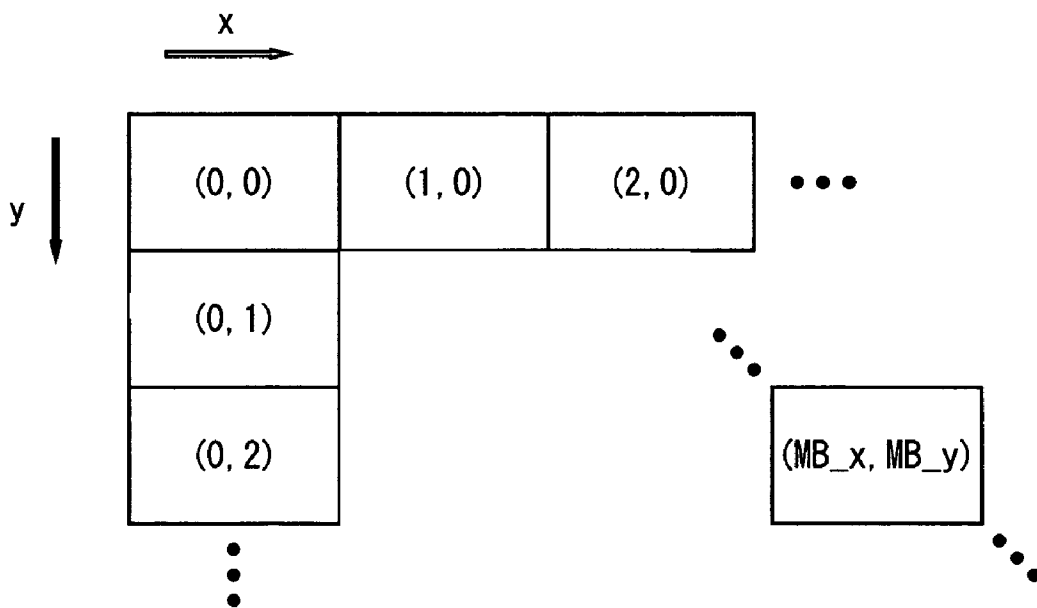 x
y
(0,0) (1,0) (2,0)
(0,1)
(0,2) (MB_x,MB_y)